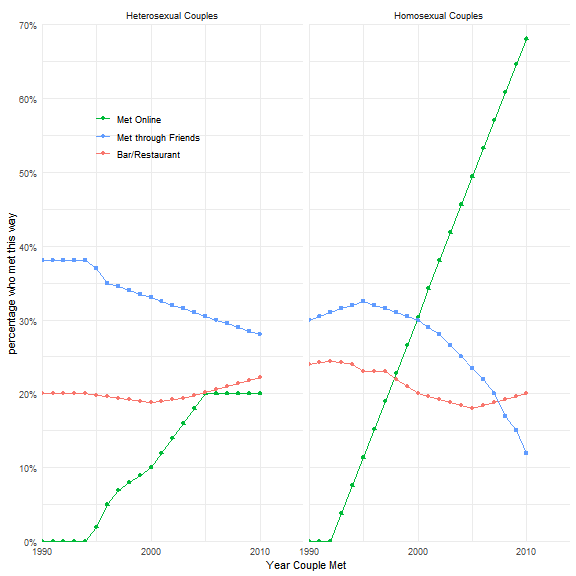 Heterosexual Couples
Homosexual Couples
70%
60%
50%
40%
30%
20%
10%
0%
percentage who met this way
Met Online
Met through Friends
Bar/Restaurant
1990
2000
2010
1990
2000
2010
Year Couple Met